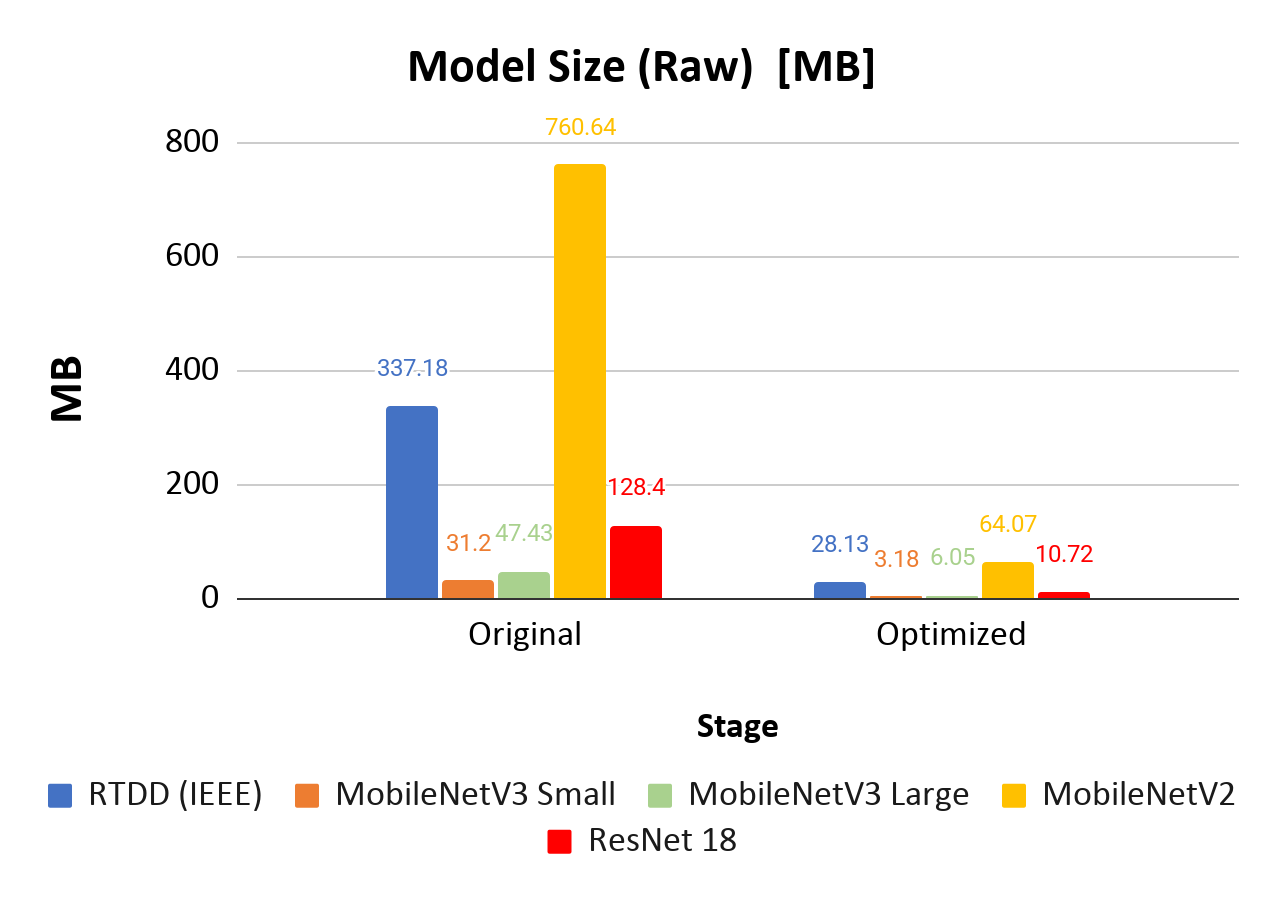 Model Size (Raw)  [MB]
760.64
800
600
337.18
400
MB
128.4
200
47.43
31.2
64.07
28.13
3.18
6.05
10.72
0
Original
Optimized
Stage
RTDD (IEEE)
MobileNetV3 Small
MobileNetV3 Large
MobileNetV2
ResNet 18